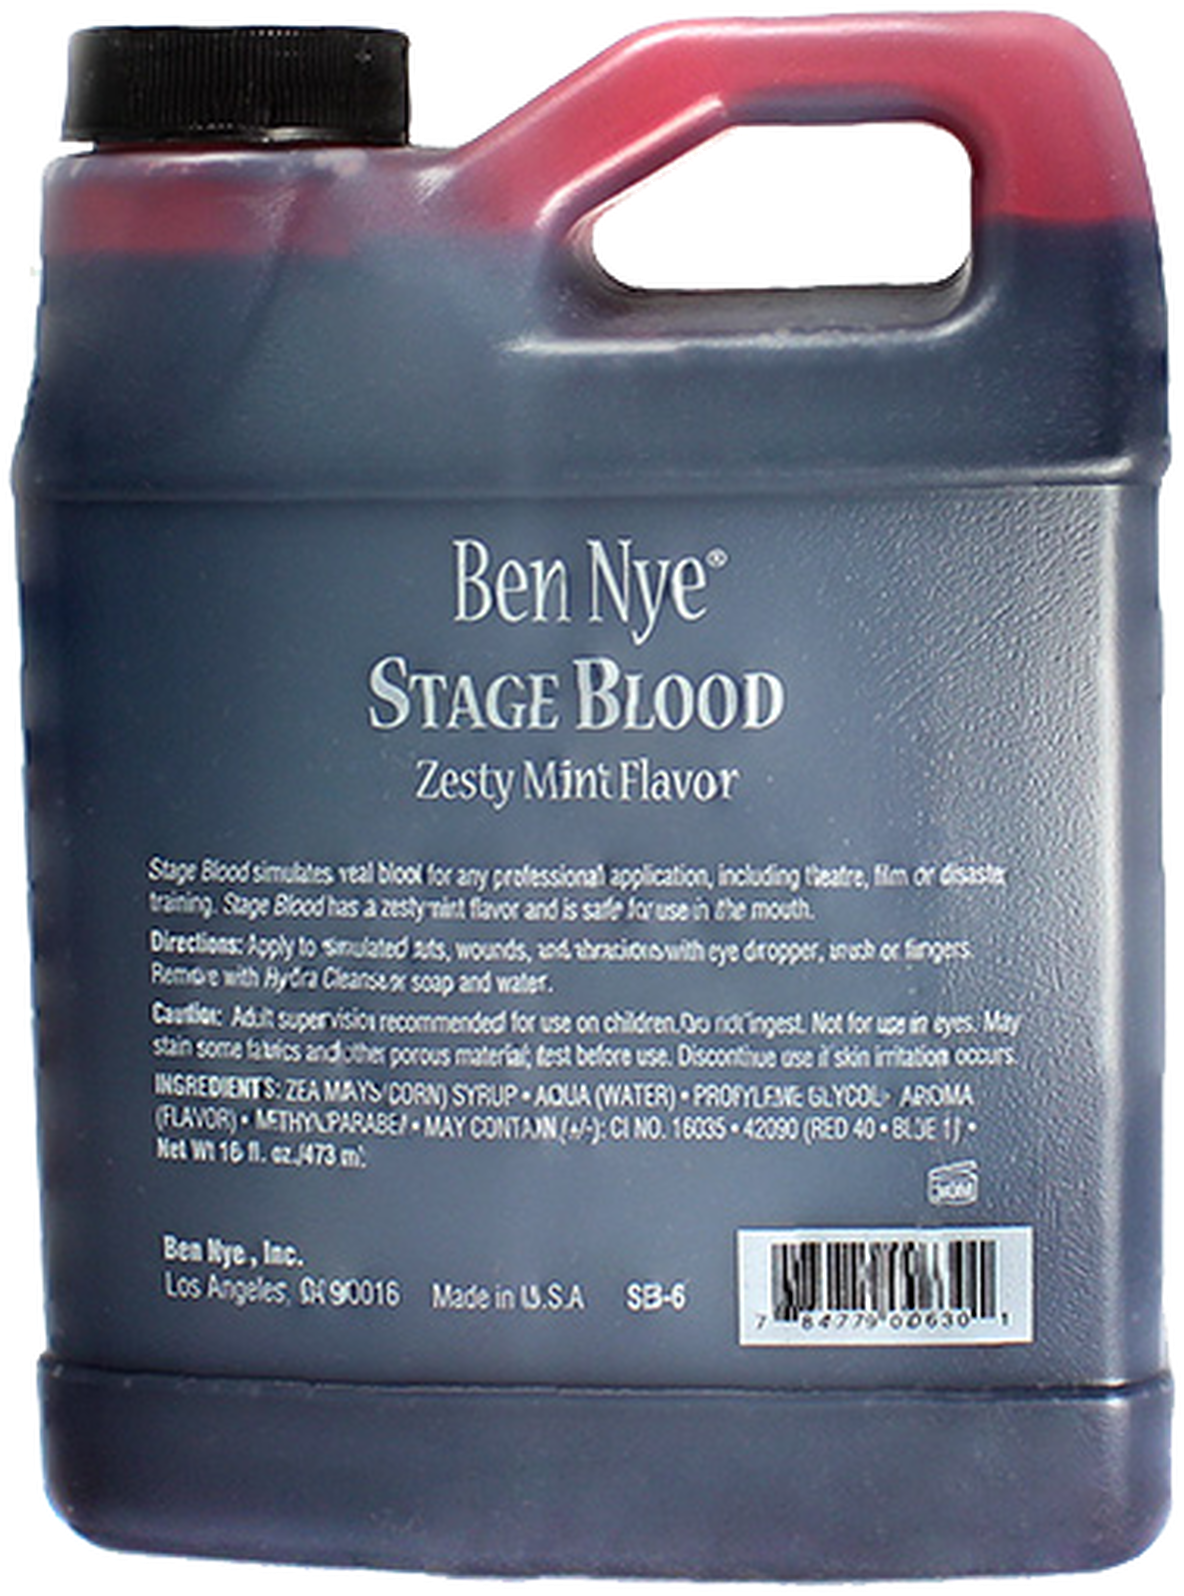 Ben Nye®
STAGE BLOOD
Zesty Mint Flavor
Stage Blood simulates real blood for any professional application, including theatre, film or disaster
training. Stage Blood has a zesty mint flavor and is safe for use in the mouth.
Directions: Apply to simulated cuts, wounds, and abrasions with eye dropper, brush or fingers.
Remove with Hydra Cleanse or soap and water.
Caution: Adult supervision recommended for use on children. Do not ingest. Not for use in eyes. May
stain some fabrics and other porous material; test before use. Discontinue use if skin irritation occurs.
INGREDIENTS: ZEA MAYS (CORN) SYRUP • AQUA (WATER) • PROPYLENE GLYCOL • AROMA
(FLAVOR) • METHYLPARABEN • MAY CONTAIN (+/-): CI NO. 16035 • 42090 (RED 40 • BLUE 1) •
Net Wt 16 fl. oz./473 ml.
Ben Nye, Inc.
Los Angeles, CA 90016 Made in U.S.A SB-6
7 84779 00630 1